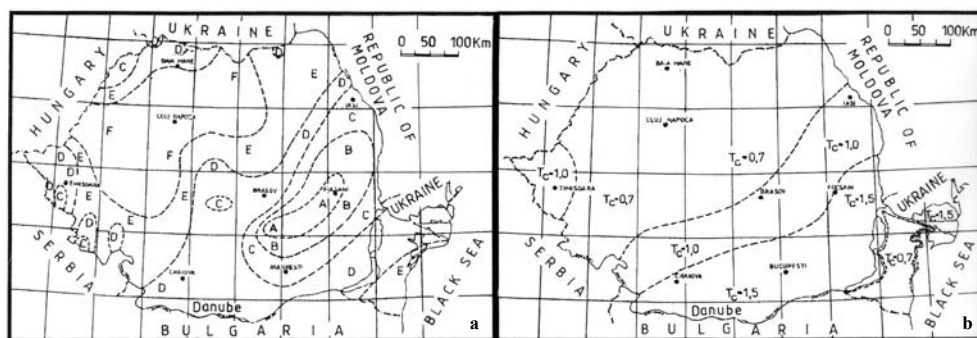 UKRAINE
HUNGARY
REPUBLIC OF
MOLDOVA
0 50 100Km
BAIA MARE
IASI
CLUJ NAPOCA
TIMISOARA
BRASOV
FOCSANI
UKRAINE
SERBIA
CRAIOVA
Danube
BLACK SEA
BULGARIA
A
A
B
B
B
C
C
C
C
C
C
D
D
D
D
D
D
D
D
E
E
E
E
E
E
E
F
F
F
a
UKRAINE
HUNGARY
REPUBLIC OF
MOLDOVA
0 50 100Km
BAIA MARE
IASI
CLUJ NAPOCA
Tc=0,7
Tc=1,0
Tc=1,0
TIMISOARA
Tc=0,7
BRASOV
FOCSANI
Tc=1,5
UKRAINE
Tc=1,5
SERBIA
Tc=1,0
CRAIOVA
BUCURESTI
Tc=0,7
Tc=1,5
Danube
BLACK SEA
BULGARIA
b